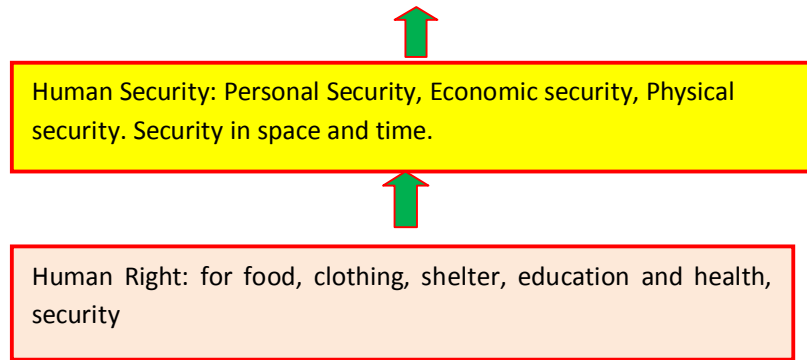 Human Security: Personal Security, Economic security, Physical
security. Security in space and time.
Human Right: for food, clothing, shelter, education and health,
security